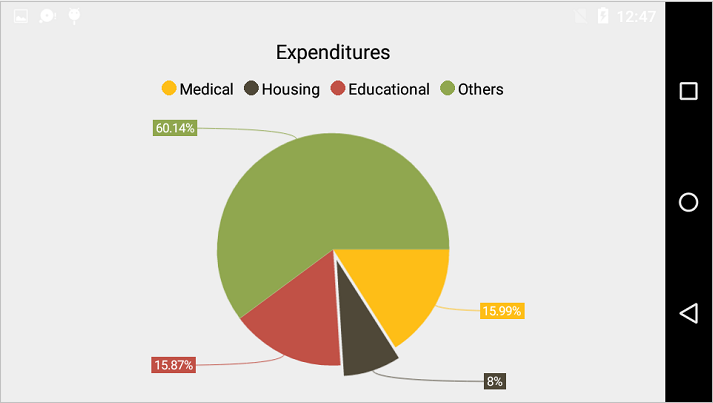 12:47
Expenditures
Medical Housing Educational Others
60.14%
15.99%
15.87%
8%